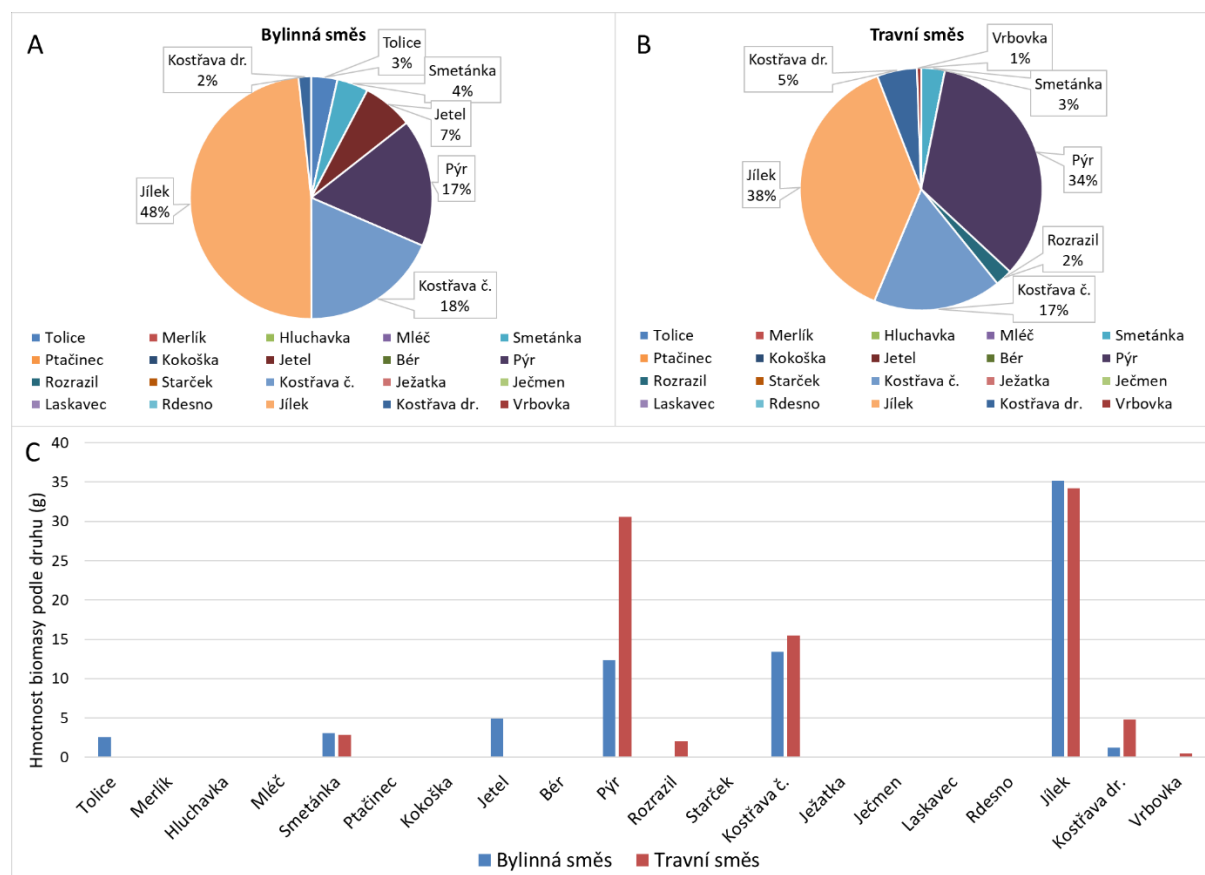 A
Bylinná směs
Kostřava dr.
2%
Tolice
3%
Smetánka
4%
Jetel
7%
Pýr
17%
Jílek
48%
Kostřava č.
18%
Tolice Merlík Hluchavka Mléč Smetánka
Ptačinec Kokoška Jetel Bér Pýr
Rozrazil Starček Kostřava č. Ježatka Ječmen
Laskavec Rdesno Jílek Kostřava dr. Vrbovka
B
Travní směs
Kostřava dr.
5%
Vrbovka
1%
Smetánka
3%
Pýr
34%
Jílek
38%
Rozrazil
2%
Kostřava č.
17%
Tolice Merlík Hluchavka Mléč Smetánka
Ptačinec Kokoška Jetel Bér Pýr
Rozrazil Starček Kostřava č. Ježatka Ječmen
Laskavec Rdesno Jílek Kostřava dr. Vrbovka
C
Hmotnost biomasy podle druhu (g)
40
35
30
25
20
15
10
5
0
Tolice
Merlík
Hluchavka
Mléč
Smetánka
Ptačinec
Kokoška
Jetel
Bér
Pýr
Rozrazil
Starček
Kostřava č.
Ježatka
Ječmen
Laskavec
Rdesno
Jílek
Kostřava dr.
Vrbovka
Bylinná směs Travní směs